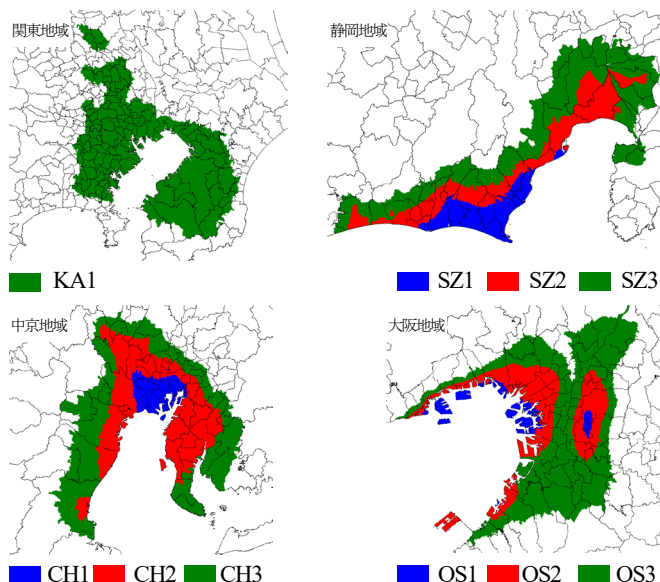 関東地域
静岡地域
KA1
SZ1 SZ2 SZ3
中京地域
大阪地域
CH1 CH2 CH3
OS1 OS2 OS3